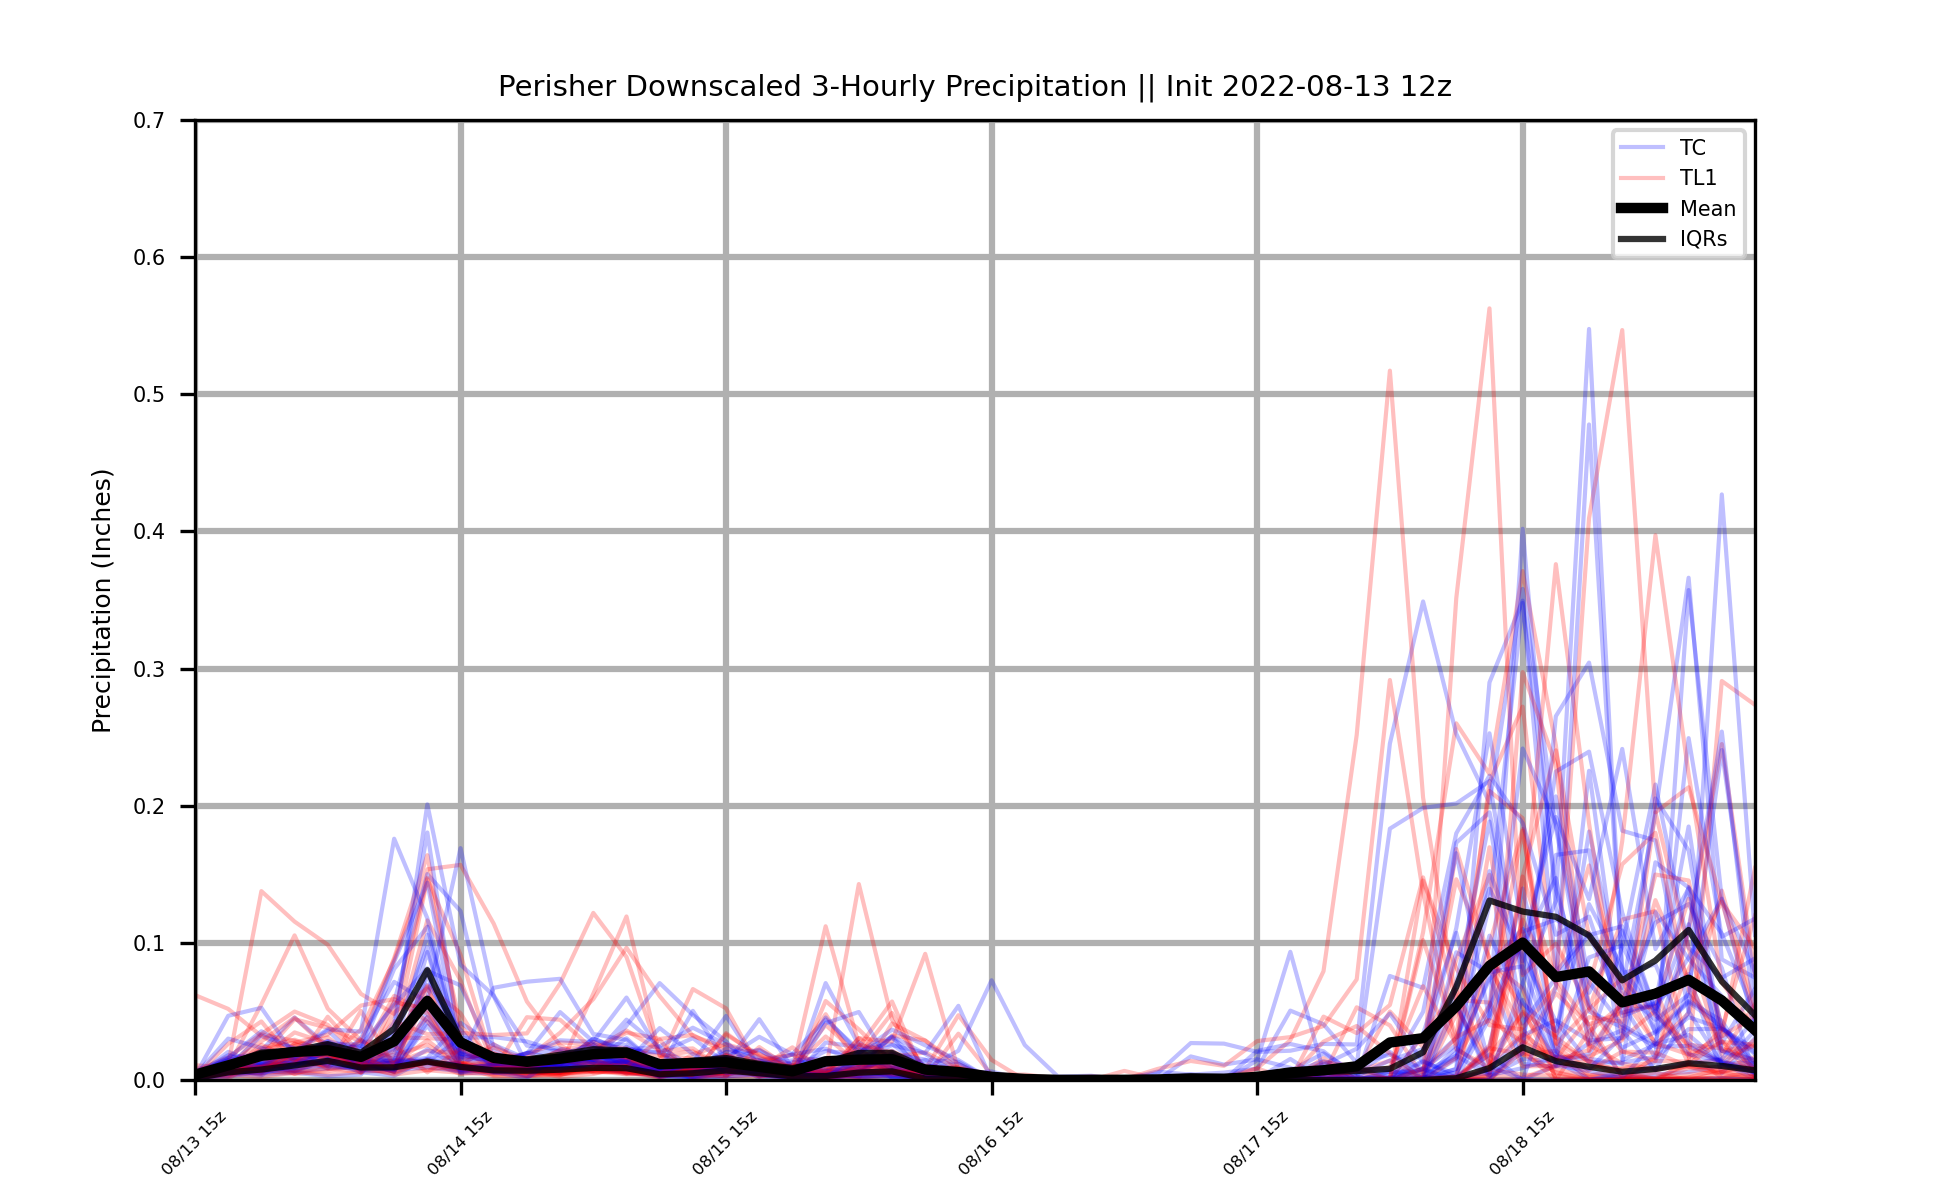 Perisher Downscaled 3-Hourly Precipitation || Init 2022-08-13 12z
0.7
0.6
0.5
0.4
0.3
0.2
0.1
0.0
Precipitation (Inches)
TC
TL1
Mean
IQRs
08/13 15z
08/14 15z
08/15 15z
08/16 15z
08/17 15z
08/18 15z